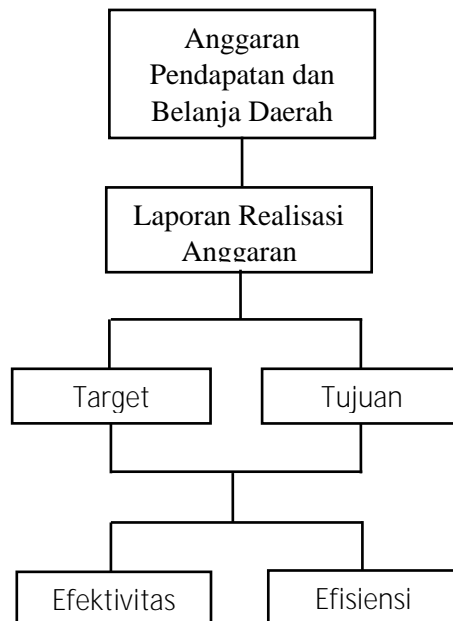 Anggaran
Pendapatan dan
Belanja Daerah
Laporan Realisasi
Anggaran
Target
Tujuan
Efektivitas
Efisiensi